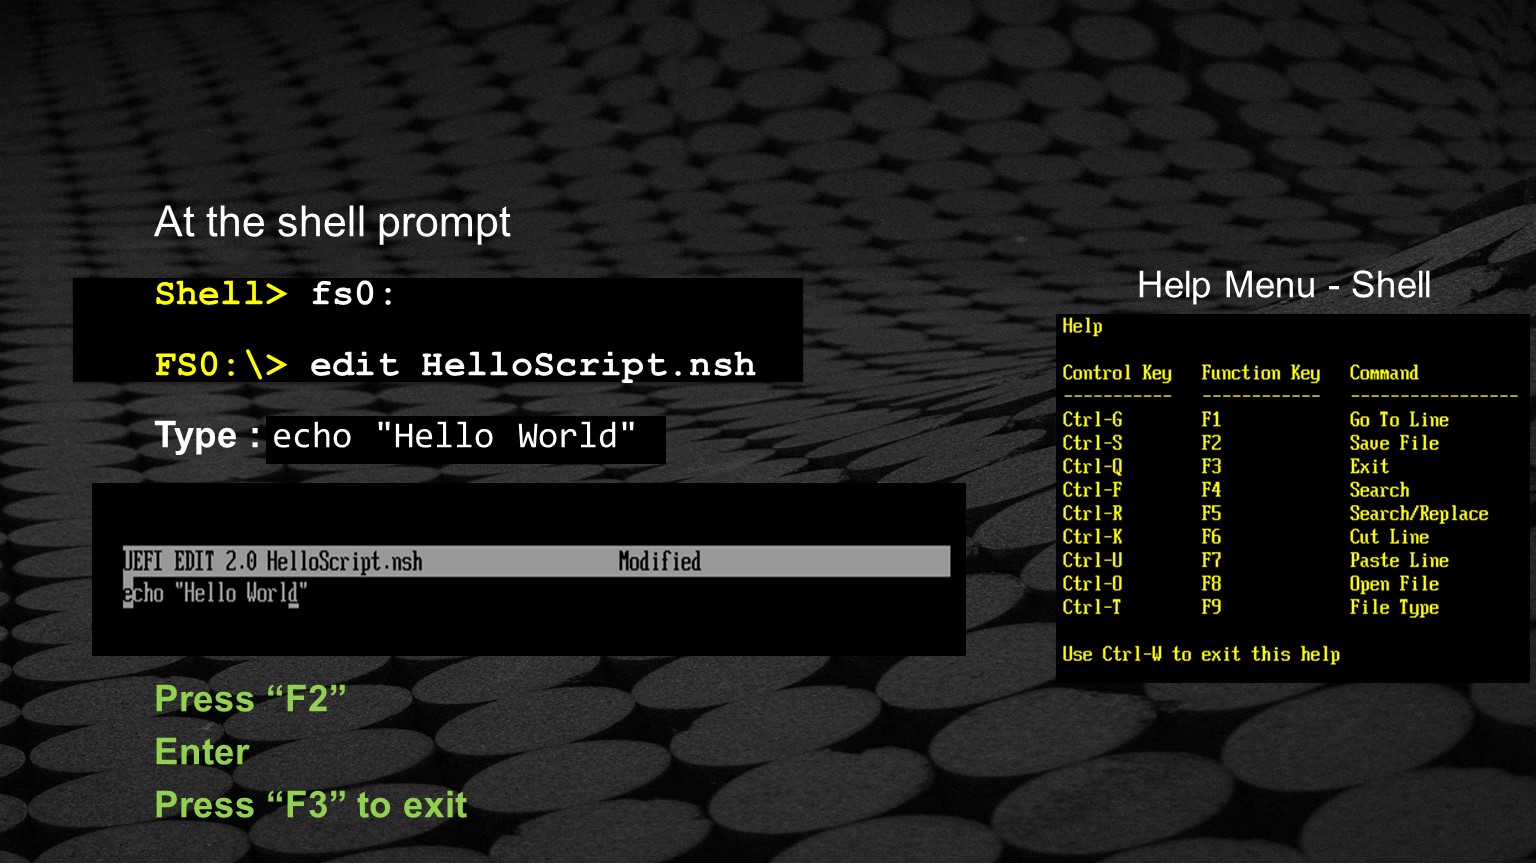 At the shell prompt
Shell> fs0:
FS0:\> edit HelloScript.nsh
Type : echo "Hello World"
UEFI EDIT 2.0 HelloScript.nsh Modified
echo "Hello World"
Press “F2”
Enter
Press “F3” to exit
Help Menu - Shell
Help
Control Key Function Key Command
----------- ------------ -----------------
Ctrl-G F1 Go To Line
Ctrl-S F2 Save File
Ctrl-Q F3 Exit
Ctrl-F F4 Search
Ctrl-R F5 Search/Replace
Ctrl-K F6 Cut Line
Ctrl-U F7 Paste Line
Ctrl-O F8 Open File
Ctrl-T F9 File Type
Use Ctrl-W to exit this help